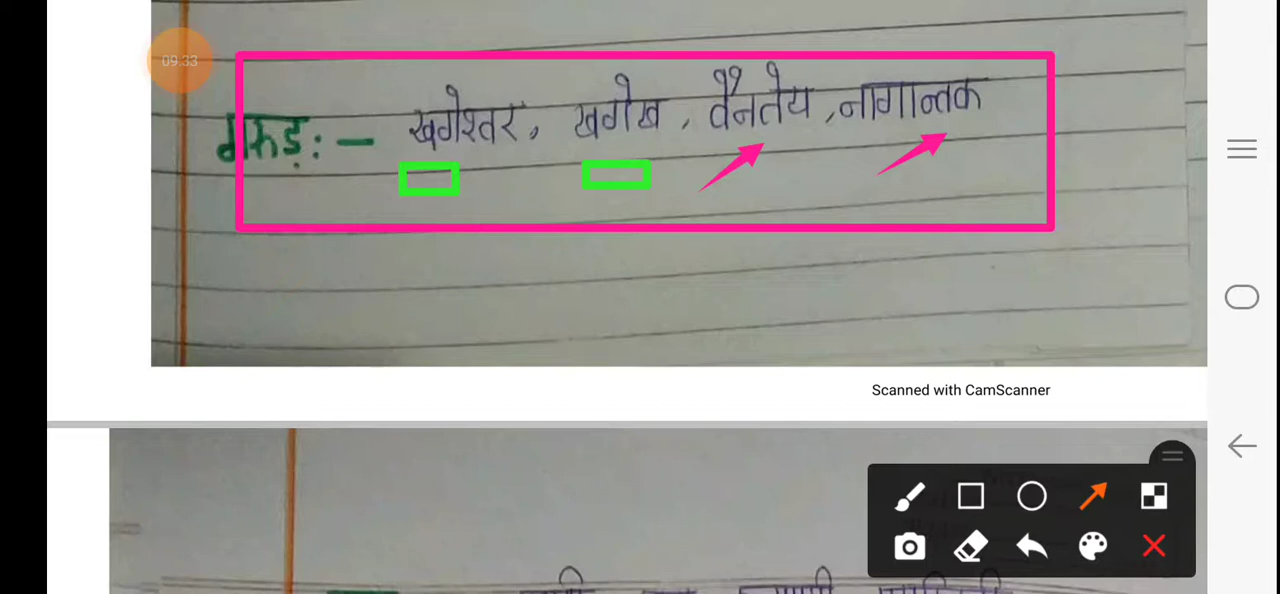 09:33
गरुड़ :- खगेश्वर, खगेश, वैनतेय, नागान्तक
Scanned with CamScanner